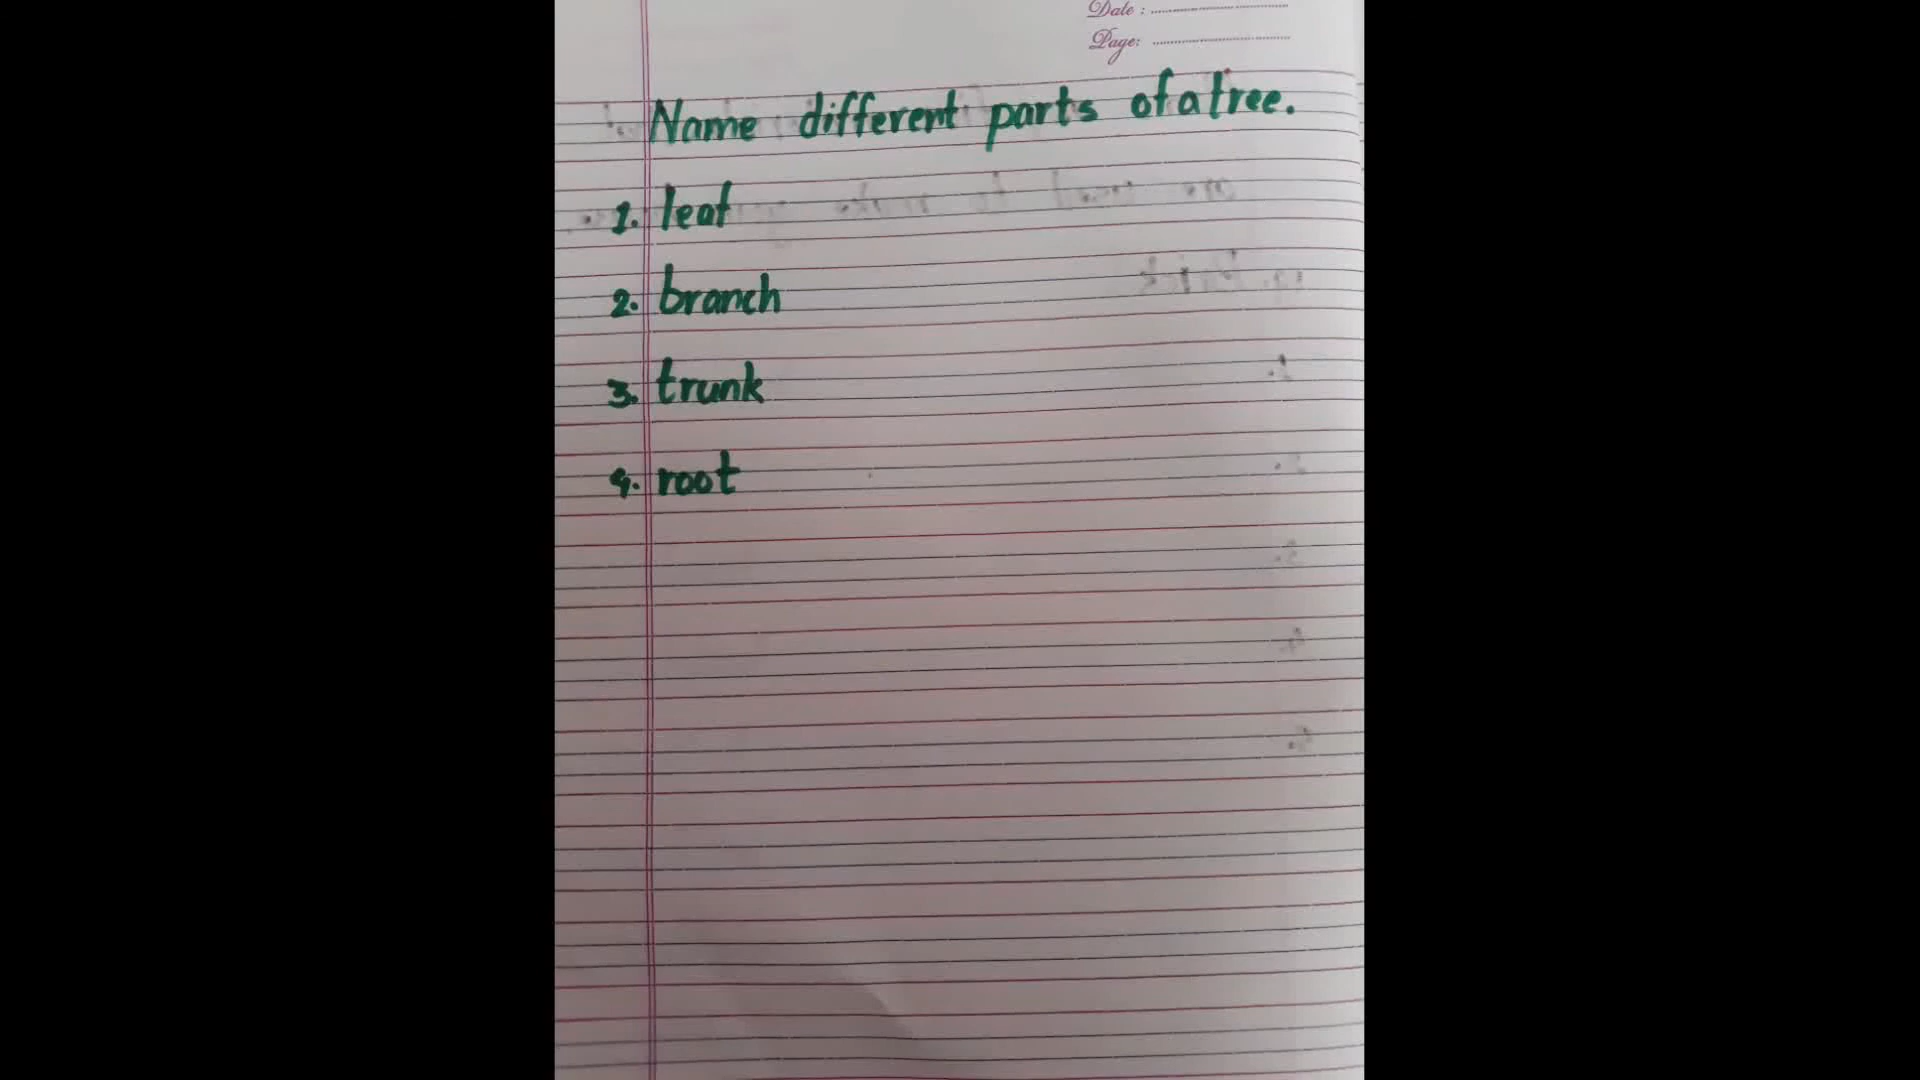 Date :
Page:
Name different parts of a tree.
1. leaf
2. branch
3. trunk
4. root